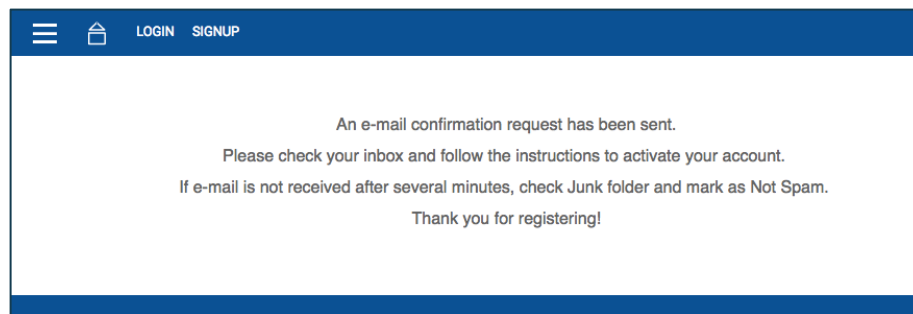 LOGIN SIGNUP
An e-mail confirmation request has been sent.
Please check your inbox and follow the instructions to activate your account.
If e-mail is not received after several minutes, check Junk folder and mark as Not Spam.
Thank you for registering!